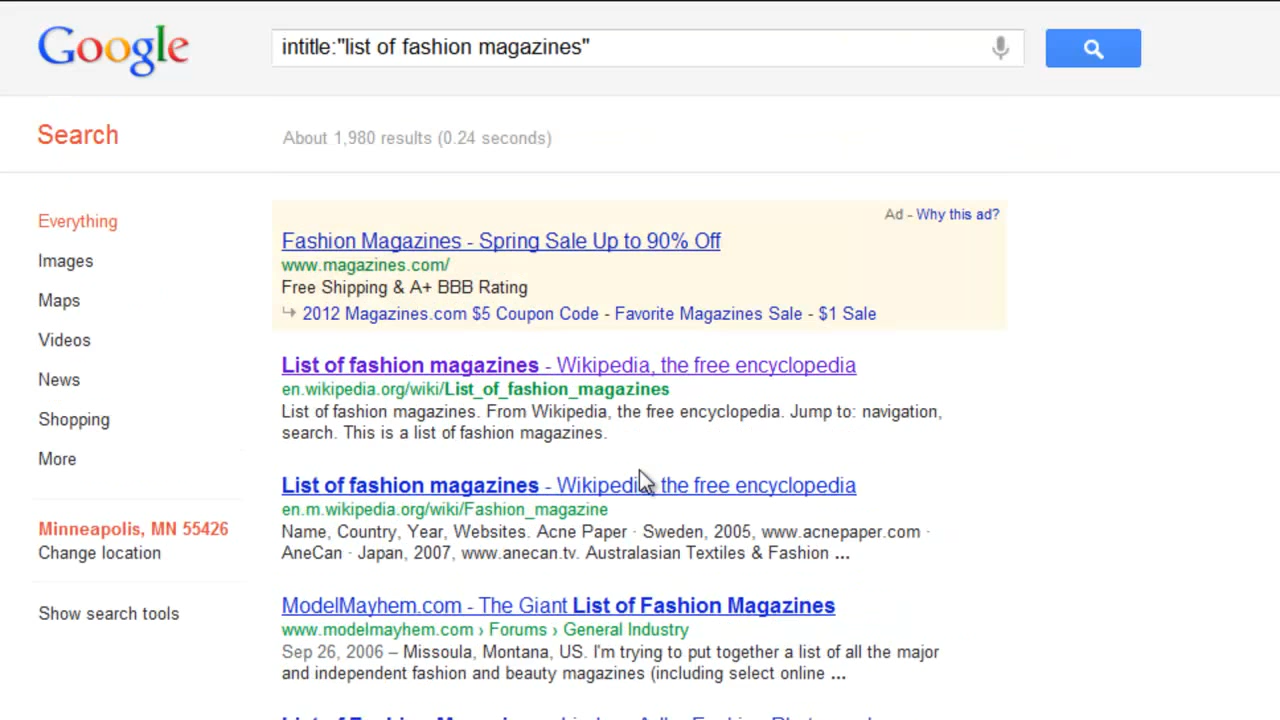 Google
intitle:"list of fashion magazines"
Search
About 1,980 results (0.24 seconds)
Everything
Images
Maps
Videos
News
Shopping
More
Minneapolis, MN 55426
Change location
Show search tools
Ad - Why this ad?
Fashion Magazines - Spring Sale Up to 90% Off
www.magazines.com/
Free Shipping & A+ BBB Rating
2012 Magazines.com $5 Coupon Code - Favorite Magazines Sale - $1 Sale
List of fashion magazines - Wikipedia, the free encyclopedia
en.wikipedia.org/wiki/List_of_fashion_magazines
List of fashion magazines. From Wikipedia, the free encyclopedia. Jump to: navigation,
search. This is a list of fashion magazines.
List of fashion magazines - Wikipedia, the free encyclopedia
en.m.wikipedia.org/wiki/Fashion_magazine
Name, Country, Year, Websites. Acne Paper · Sweden, 2005, www.acnepaper.com ·
AneCan · Japan, 2007, www.anecan.tv. Australasian Textiles & Fashion ...
ModelMayhem.com - The Giant List of Fashion Magazines
www.modelmayhem.com › Forums › General Industry
Sep 26, 2006 – Missoula, Montana, US. I'm trying to put together a list of all the major
and independent fashion and beauty magazines (including select online ...